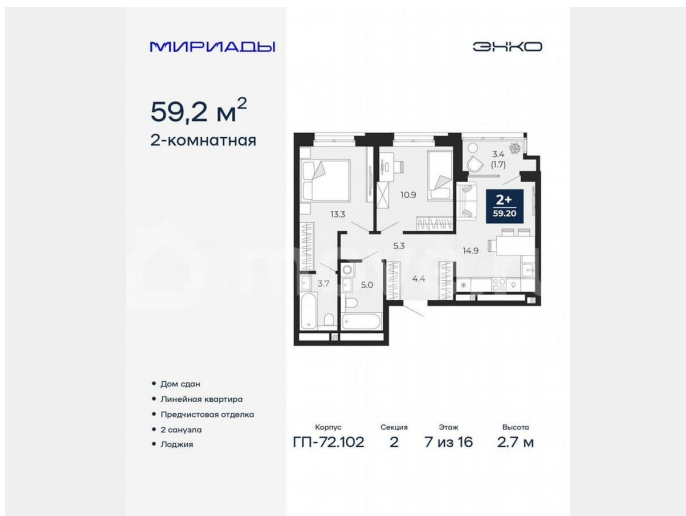 МИРИАДЫ
ЭНКО
59,2 м²
2-комнатная
3.4
(1.7)
10.9
2+
59.20
13.3
5.3
14.9
4.4
3.7
5.0
• Дом сдан
• Линейная квартира
• Предчистовая отделка
• 2 санузла
• Лоджия
Корпус Секция Этаж Высота
ГП-72.102 2 7 из 16 2.7 м